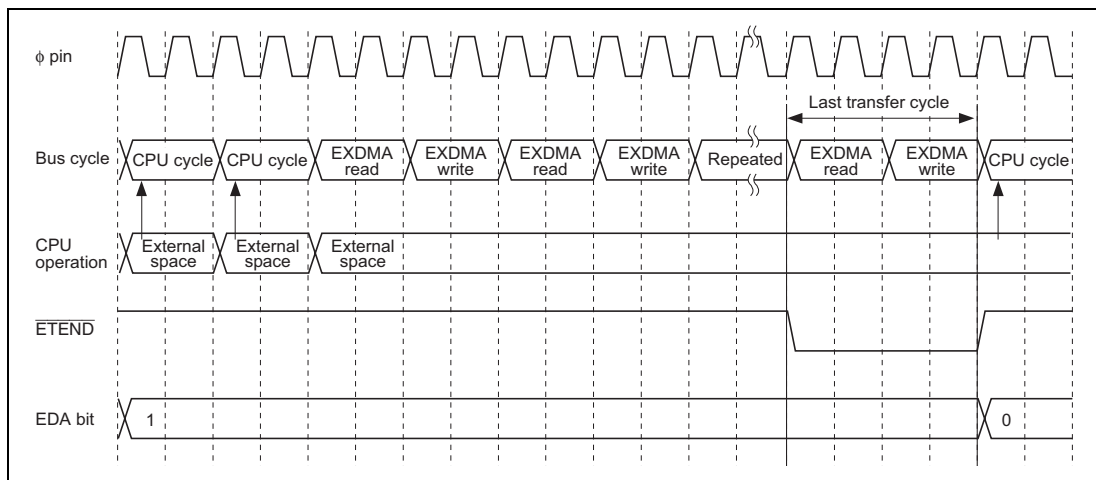 φ pin
Last transfer cycle
Bus cycle
CPU cycle
CPU cycle
EXDMA
read
EXDMA
write
EXDMA
read
EXDMA
write
Repeated
EXDMA
read
EXDMA
write
CPU cycle
CPU
operation
External
space
External
space
External
space
ETEND
EDA bit
1
0